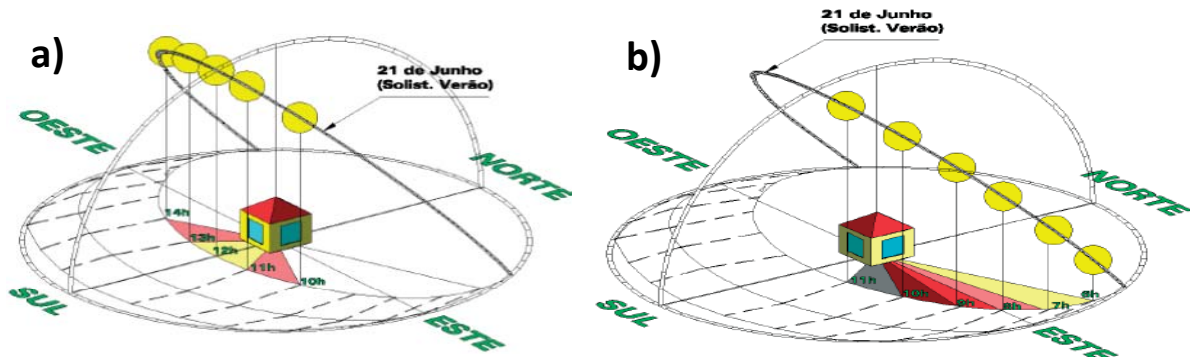 a)
21 de Junho
(Solist. Verão)
OESTE
NORTE
14h
13h
12h
11h
10h
SUL
ESTE
b)
21 de Junho
(Solist. Verão)
OESTE
NORTE
11h
10h
9h
8h
7h
6h
SUL
ESTE